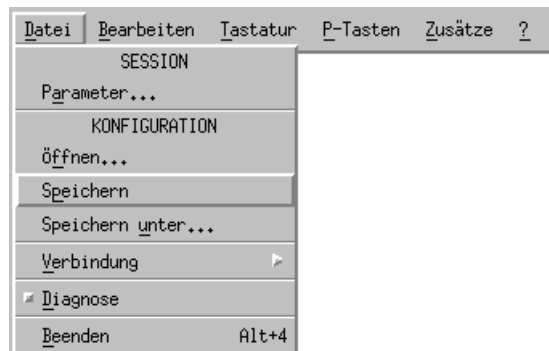 Datei Bearbeiten Tastatur P-Tasten Zusätze ?
SESSION
Parameter...
KONFIGURATION
Öffnen...
Speichern
Speichern unter...
Verbindung
Diagnose
Beenden Alt+4